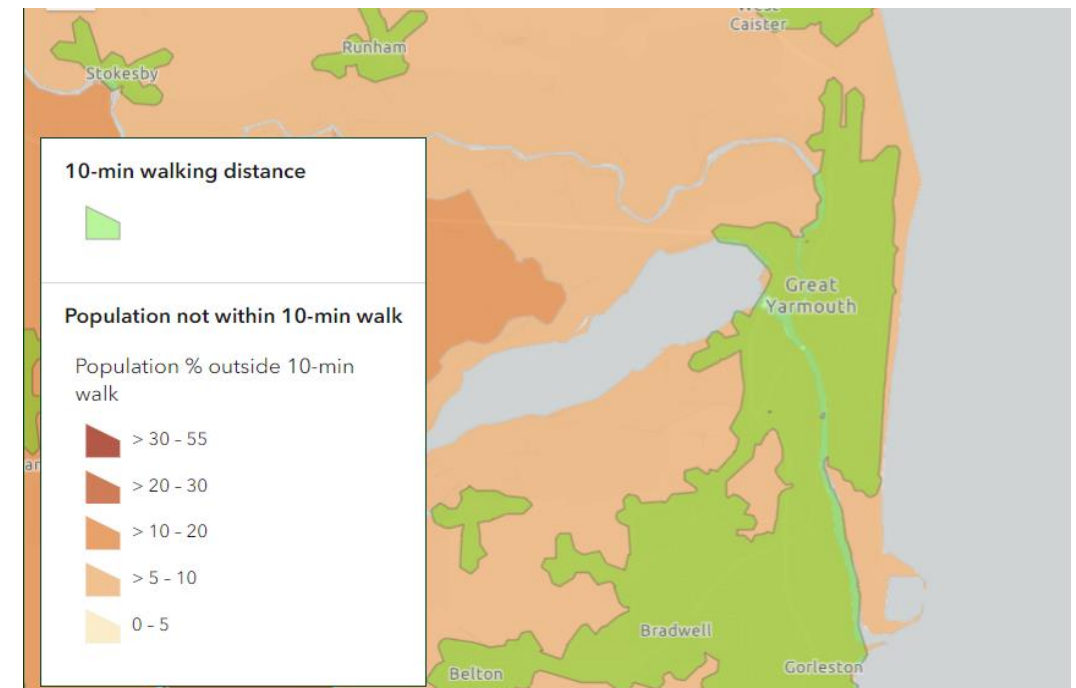 West
Caister
Runham
Stokesby
10-min walking distance
Population not within 10-min walk
Population % outside 10-min
walk
> 30 - 55
> 20 - 30
> 10 - 20
> 5 - 10
0 - 5
Great
Yarmouth
Bradwell
Belton
Gorleston